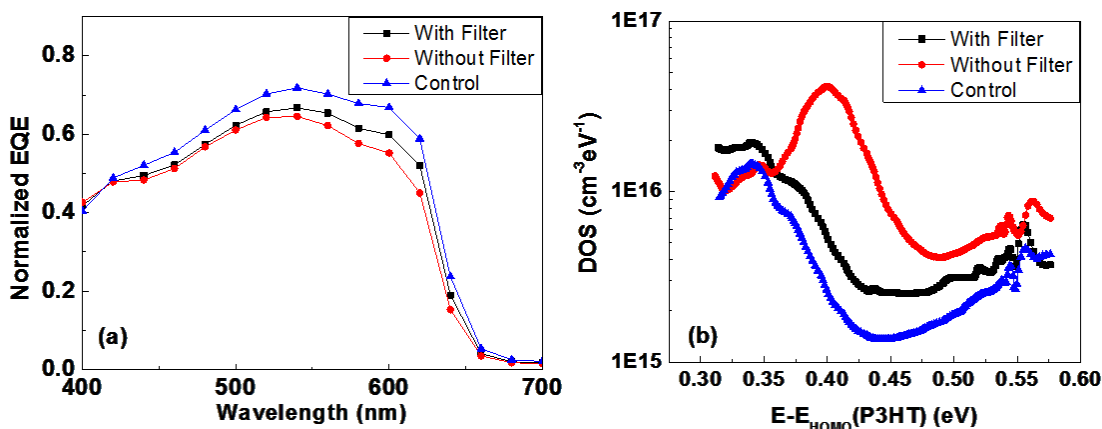 With Filter
Without Filter
Control
0.8
0.6
0.4
0.2
0.0
Normalized EQE
(a)
400
500
600
700
Wavelength (nm)
With Filter
Without Filter
Control
1E17
1E16
1E15
DOS (cm-3eV-1)
(b)
0.30
0.35
0.40
0.45
0.50
0.55
0.60
E-EHOMO(P3HT) (eV)